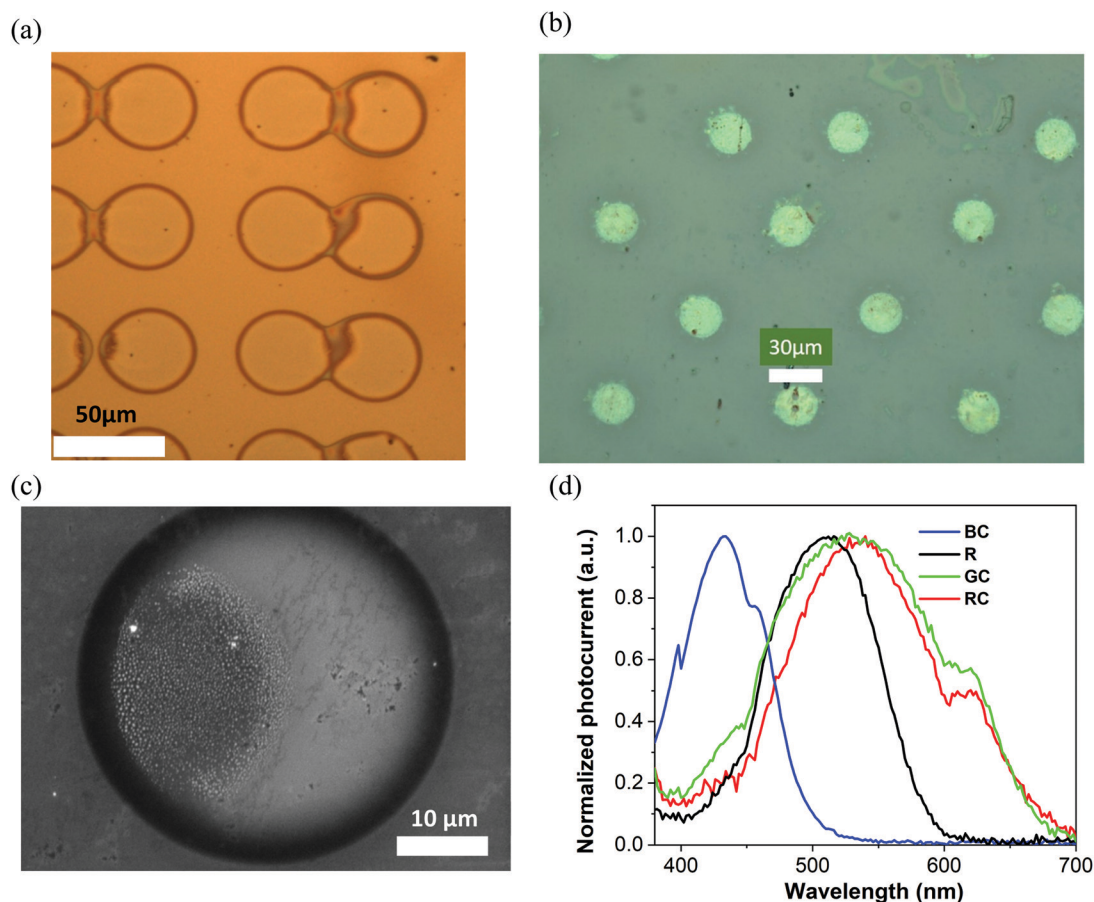 (a)
50µm
(b)
30µm
(c)
10 µm
(d)
Normalized photocurrent (a.u.)
1.0
0.8
0.6
0.4
0.2
0.0
BC
R
GC
RC
400
500
600
700
Wavelength (nm)